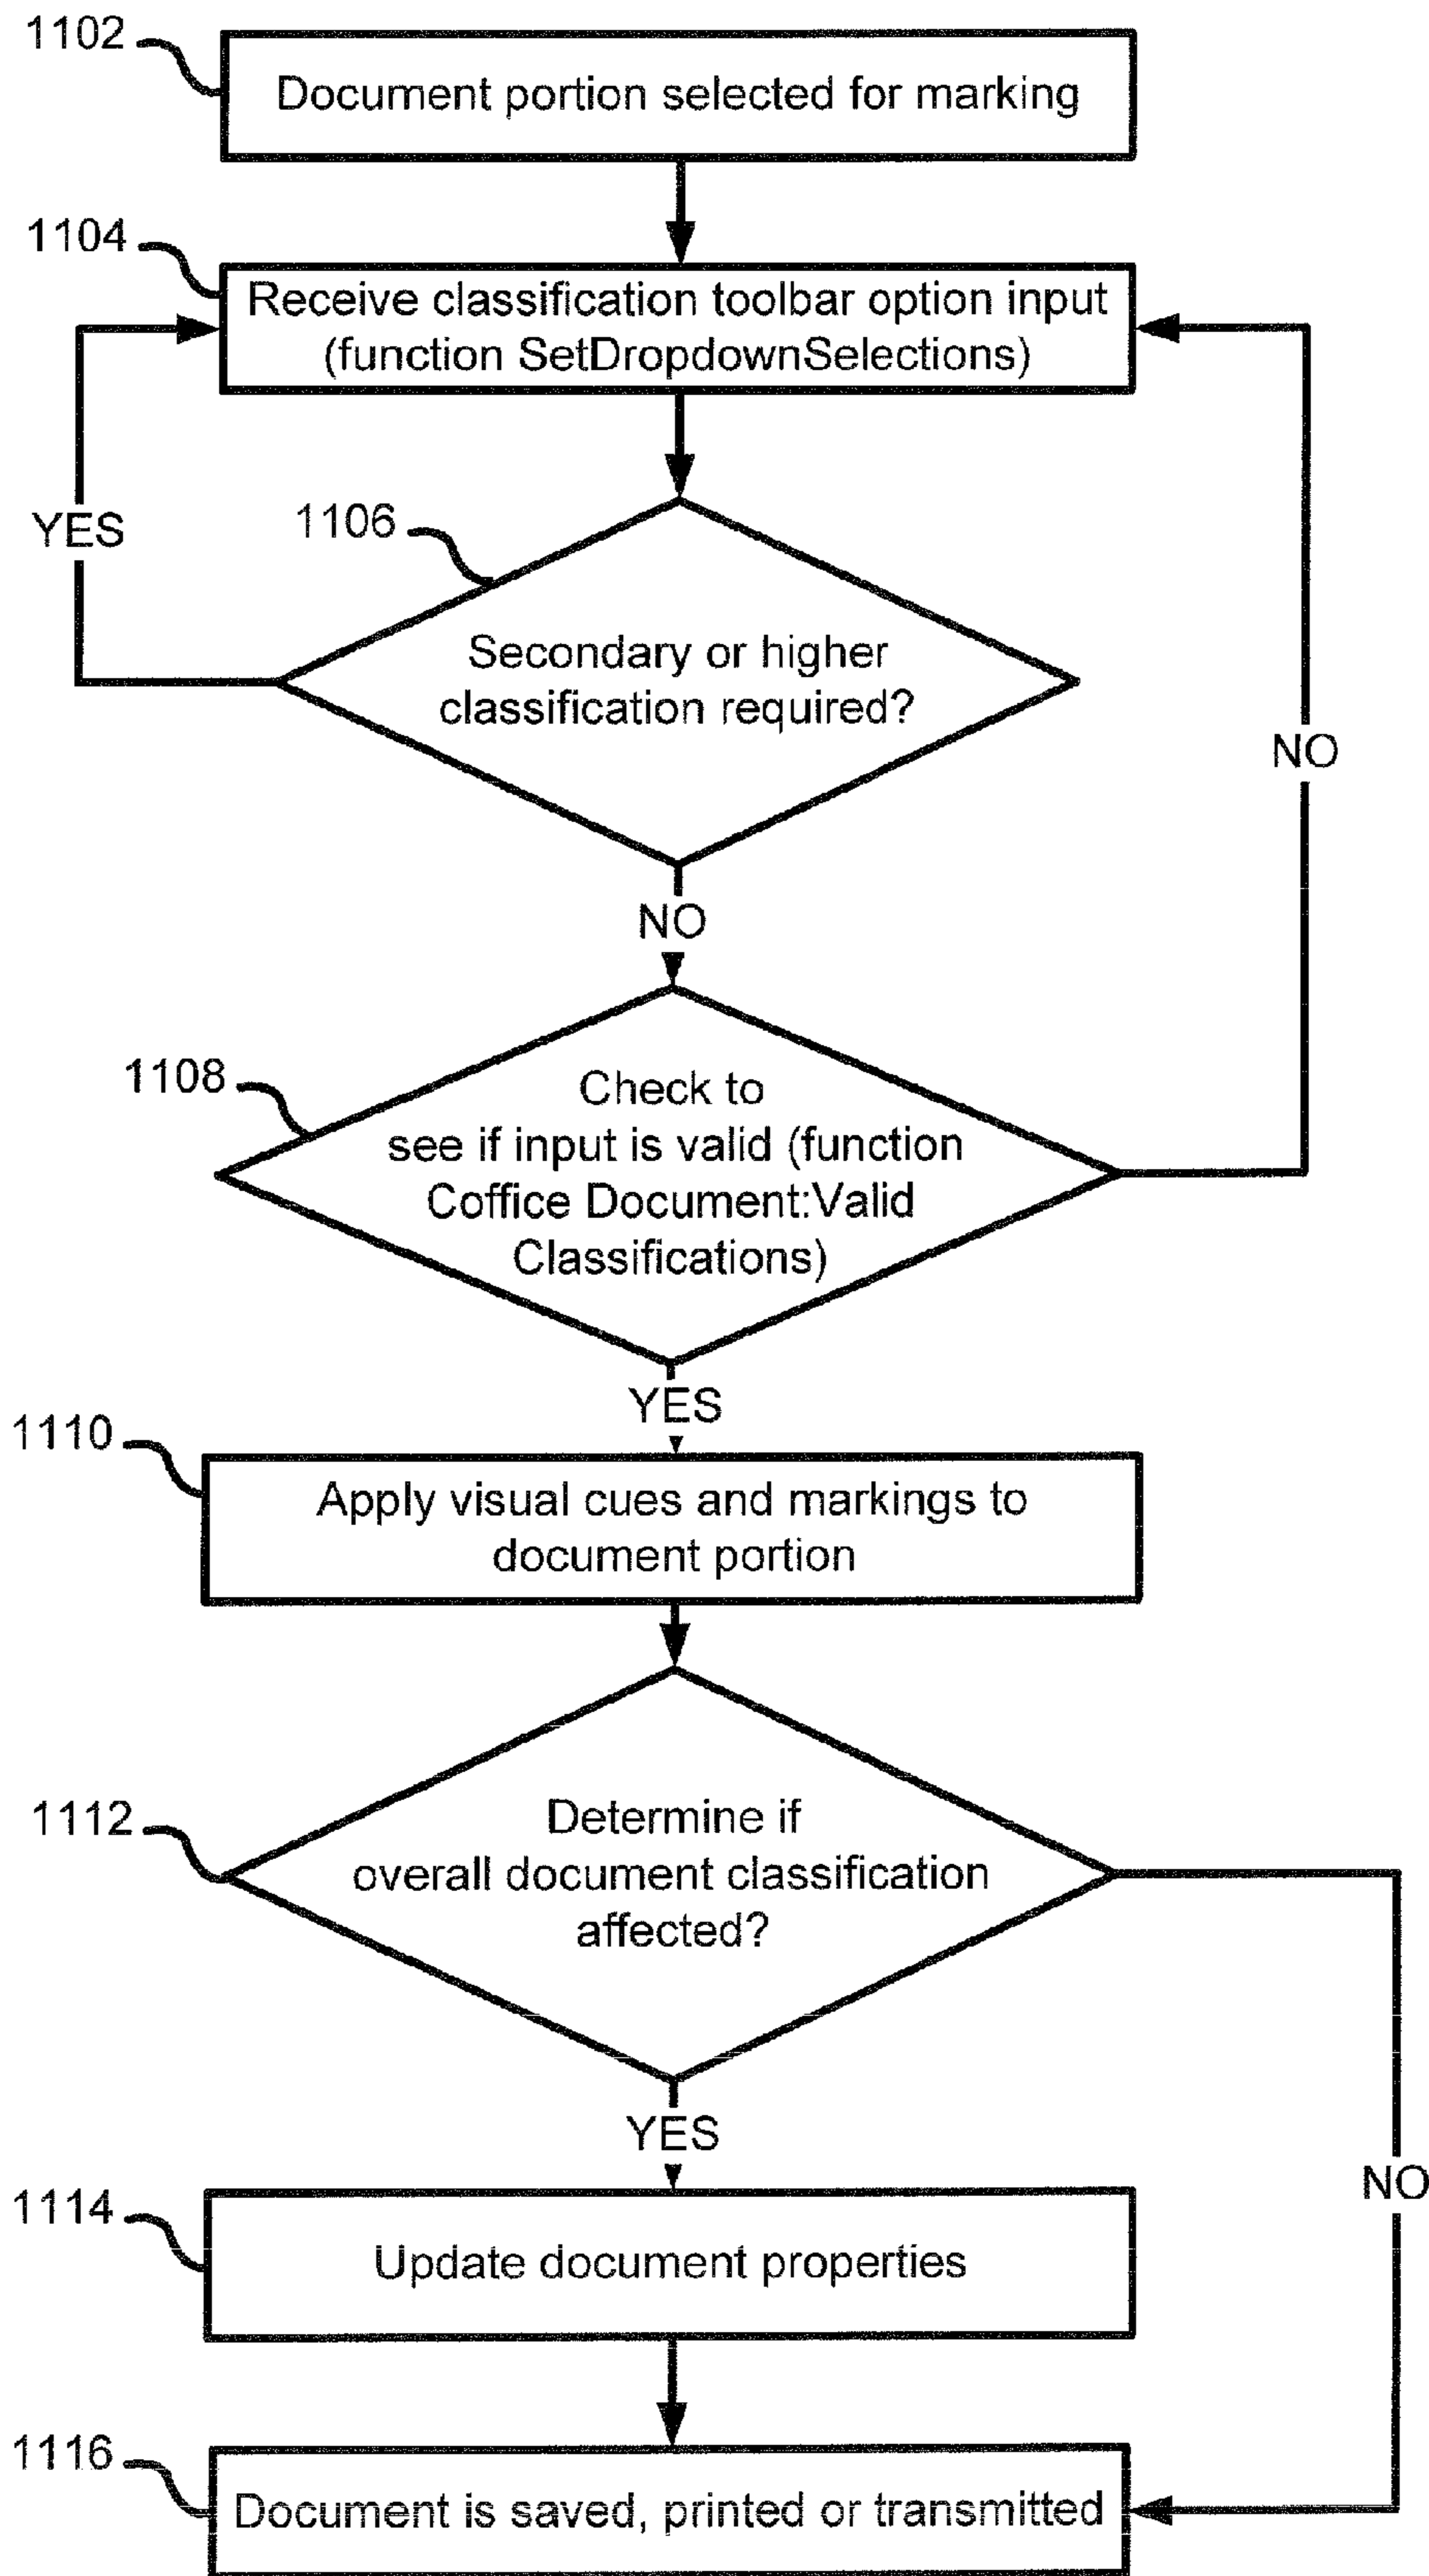 1102
Document portion selected for marking
1104
Receive classification toolbar option input
(function SetDropdownSelections)
YES
1106
Secondary or higher
classification required?
NO
NO
1108
Check to
see if input is valid (function
Coffice Document:Valid
Classifications)
YES
1110
Apply visual cues and markings to
document portion
1112
Determine if
overall document classification
affected?
YES
NO
1114
Update document properties
1116
Document is saved, printed or transmitted